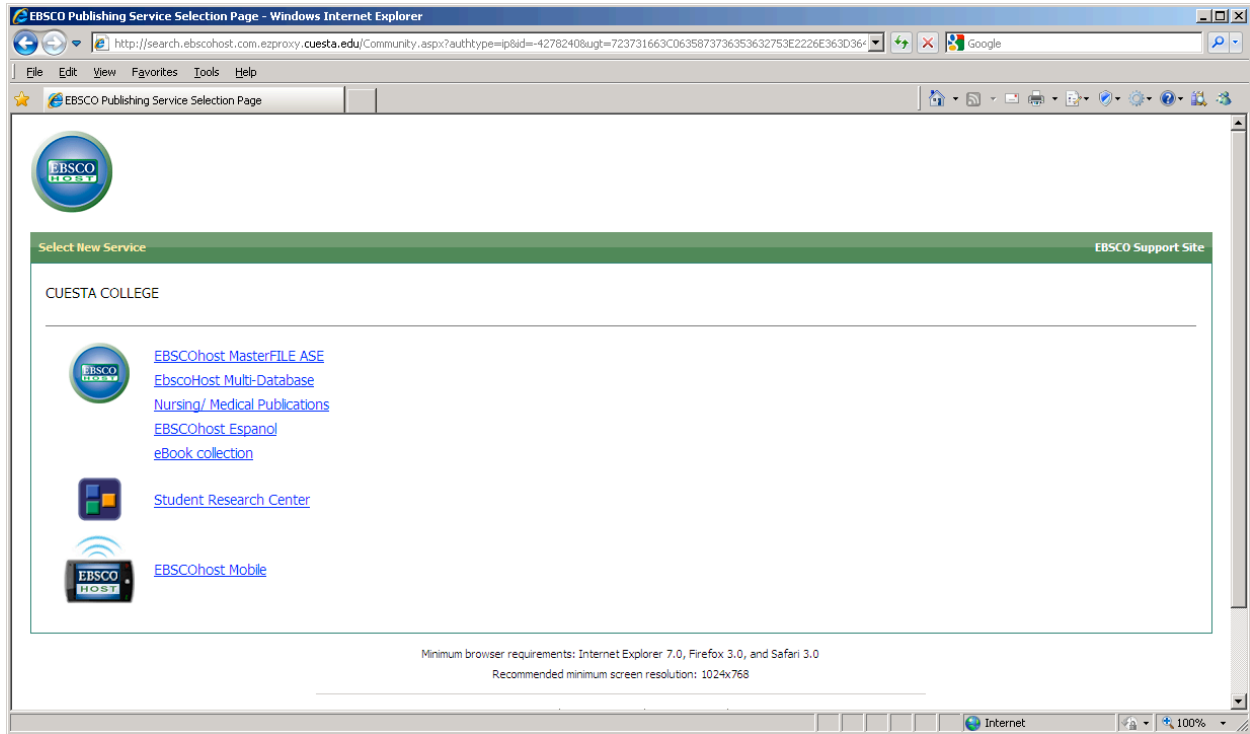 EBSCO Publishing Service Selection Page - Windows Internet Explorer
http://search.ebscohost.com.ezproxy.cuesta.edu/Community.aspx?authtype=ip&id=-4278240&ugt=723731663C0635873736353632753E2226E363D364
Google
File Edit View Favorites Tools Help
EBSCO Publishing Service Selection Page
EBSCO
HOST
Select New Service EBSCO Support Site
CUESTA COLLEGE
EBSCO
HOST
EBSCOhost MasterFILE ASE
EbscoHost Multi-Database
Nursing/ Medical Publications
EBSCOhost Espanol
eBook collection
Student Research Center
EBSCO
HOST
EBSCOhost Mobile
Minimum browser requirements: Internet Explorer 7.0, Firefox 3.0, and Safari 3.0
Recommended minimum screen resolution: 1024x768
Internet 100%